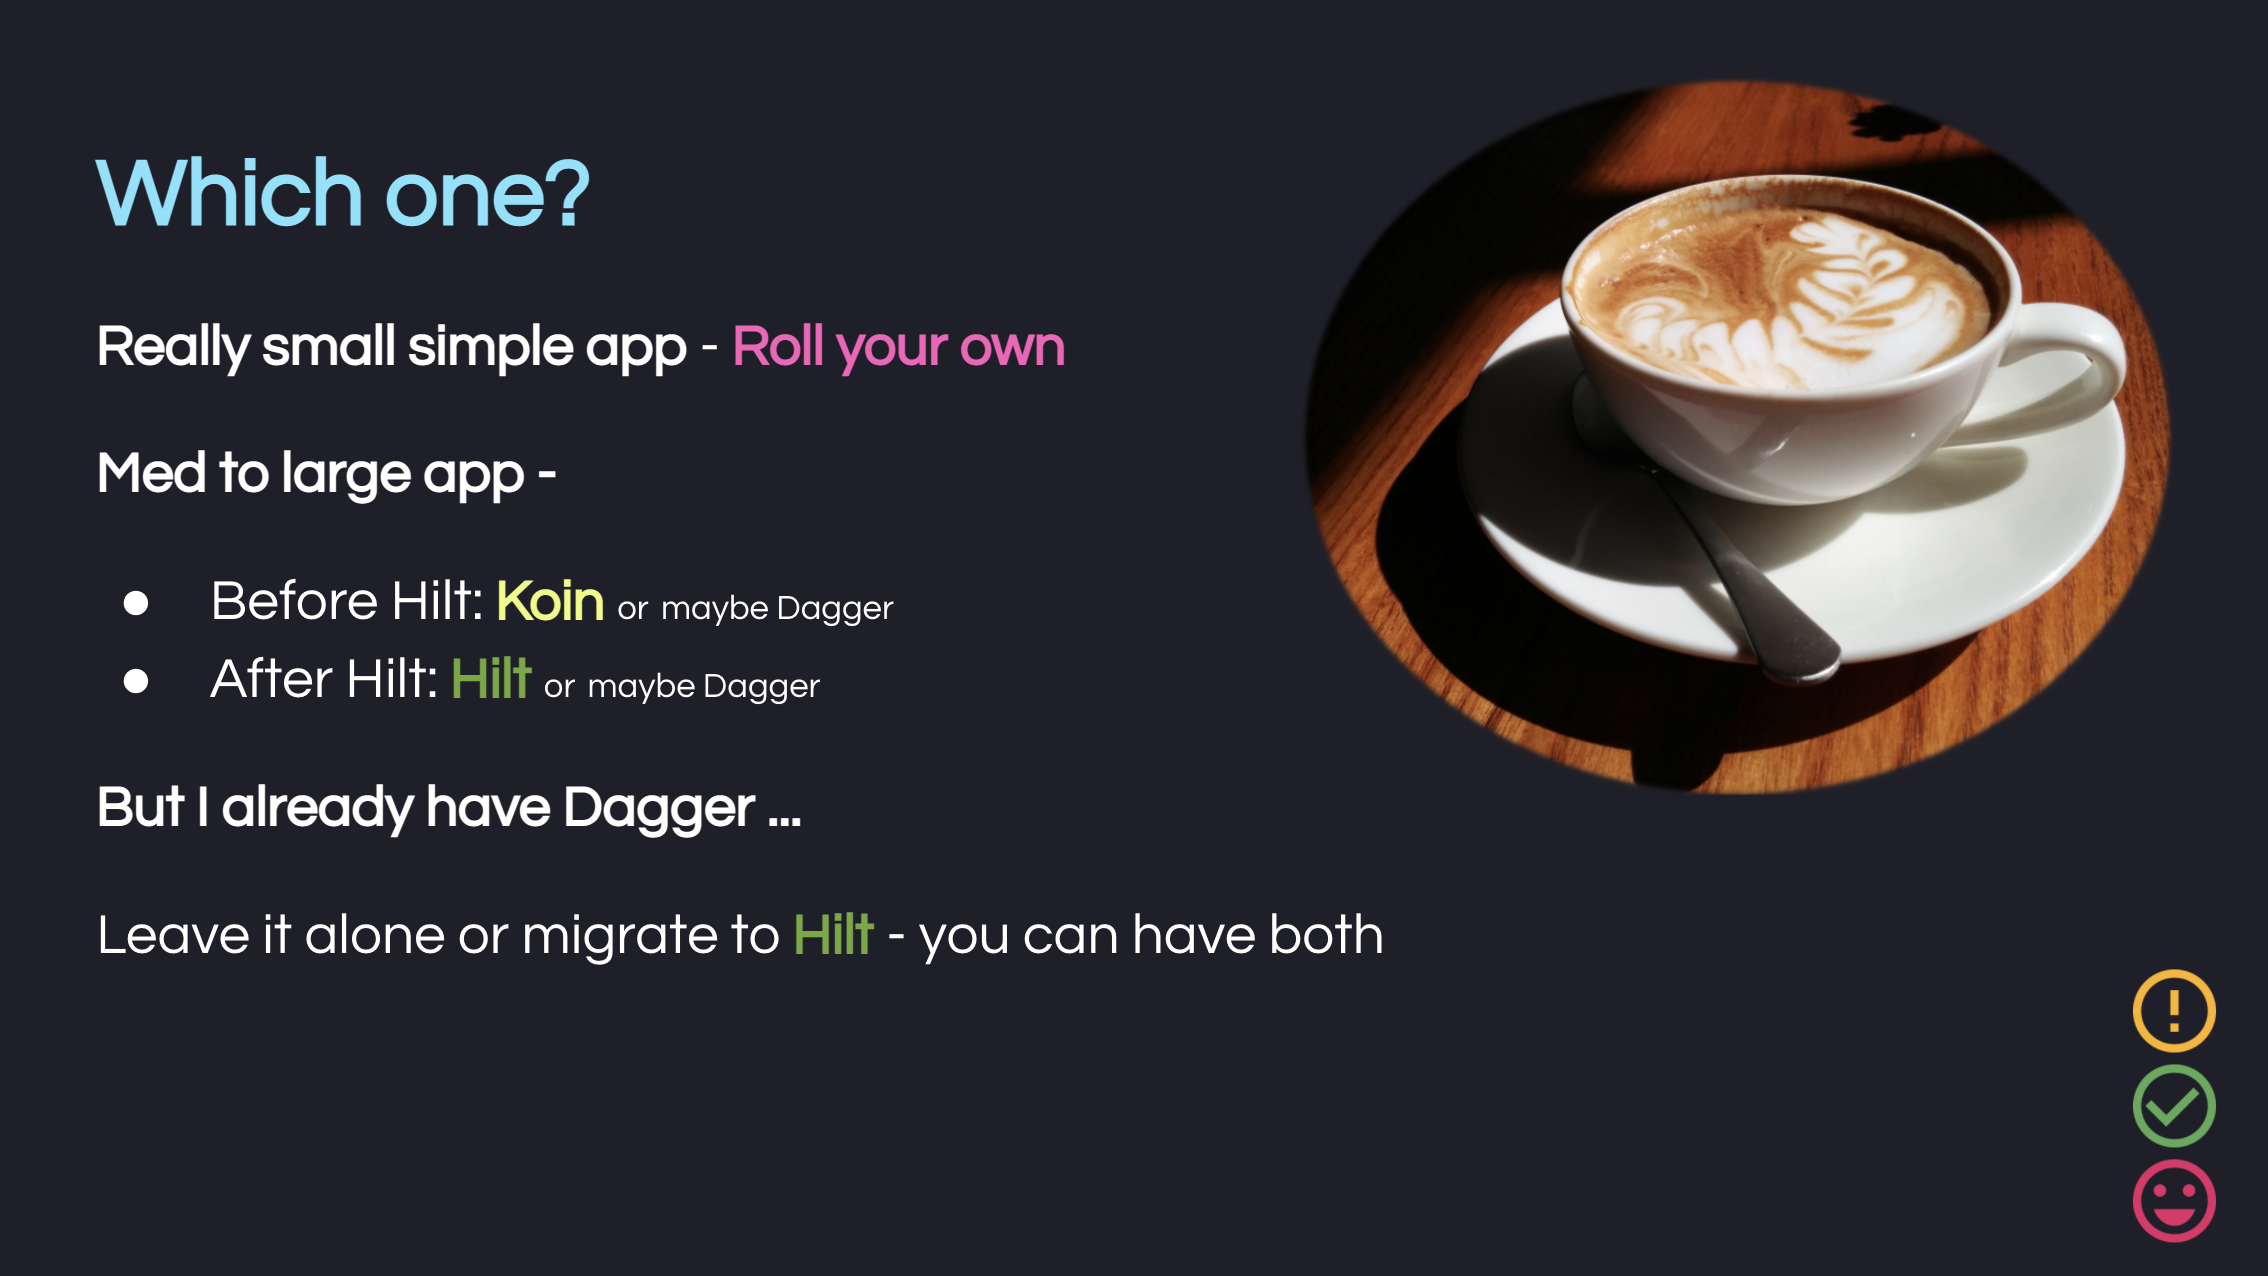 Which one?
Really small simple app - Roll your own
Med to large app -
● Before Hilt: Koin or maybe Dagger
● After Hilt: Hilt or maybe Dagger
But I already have Dagger ...
Leave it alone or migrate to Hilt - you can have both